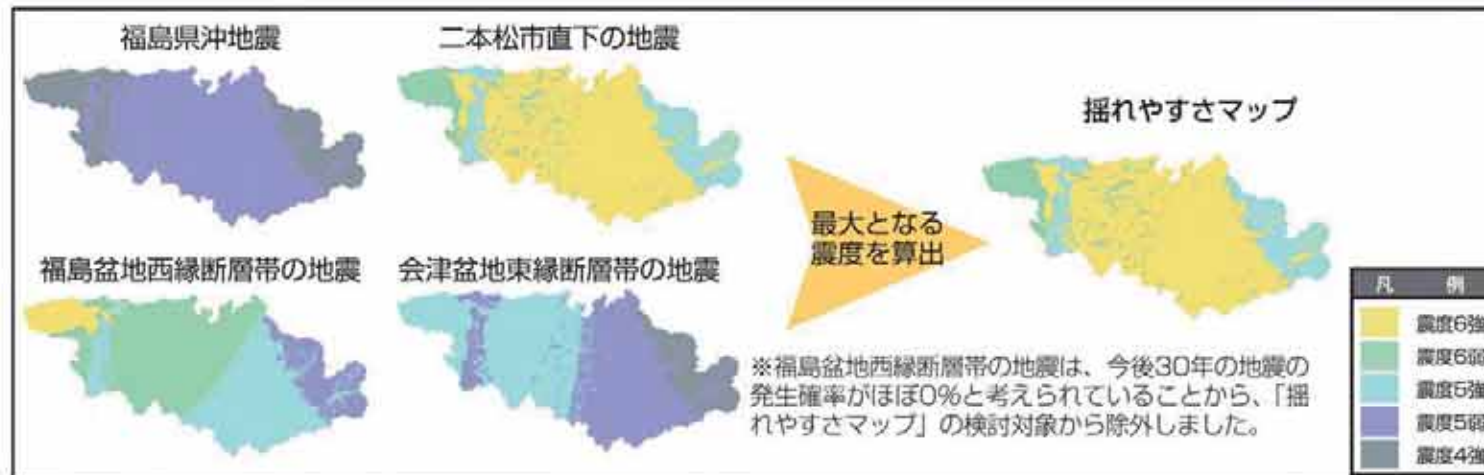 福島県沖地震
二本松市直下の地震
福島盆地西縁断層帯の地震
会津盆地東縁断層帯の地震
最大となる
震度を算出
揺れやすさマップ
※福島盆地西縁断層帯の地震は、今後30年の地震の
発生確率がほぼ0%と考えられていることから、「揺
れやすさマップ」の検討対象から除外しました。
凡　例
震度6強
震度6弱
震度5強
震度5弱
震度4強